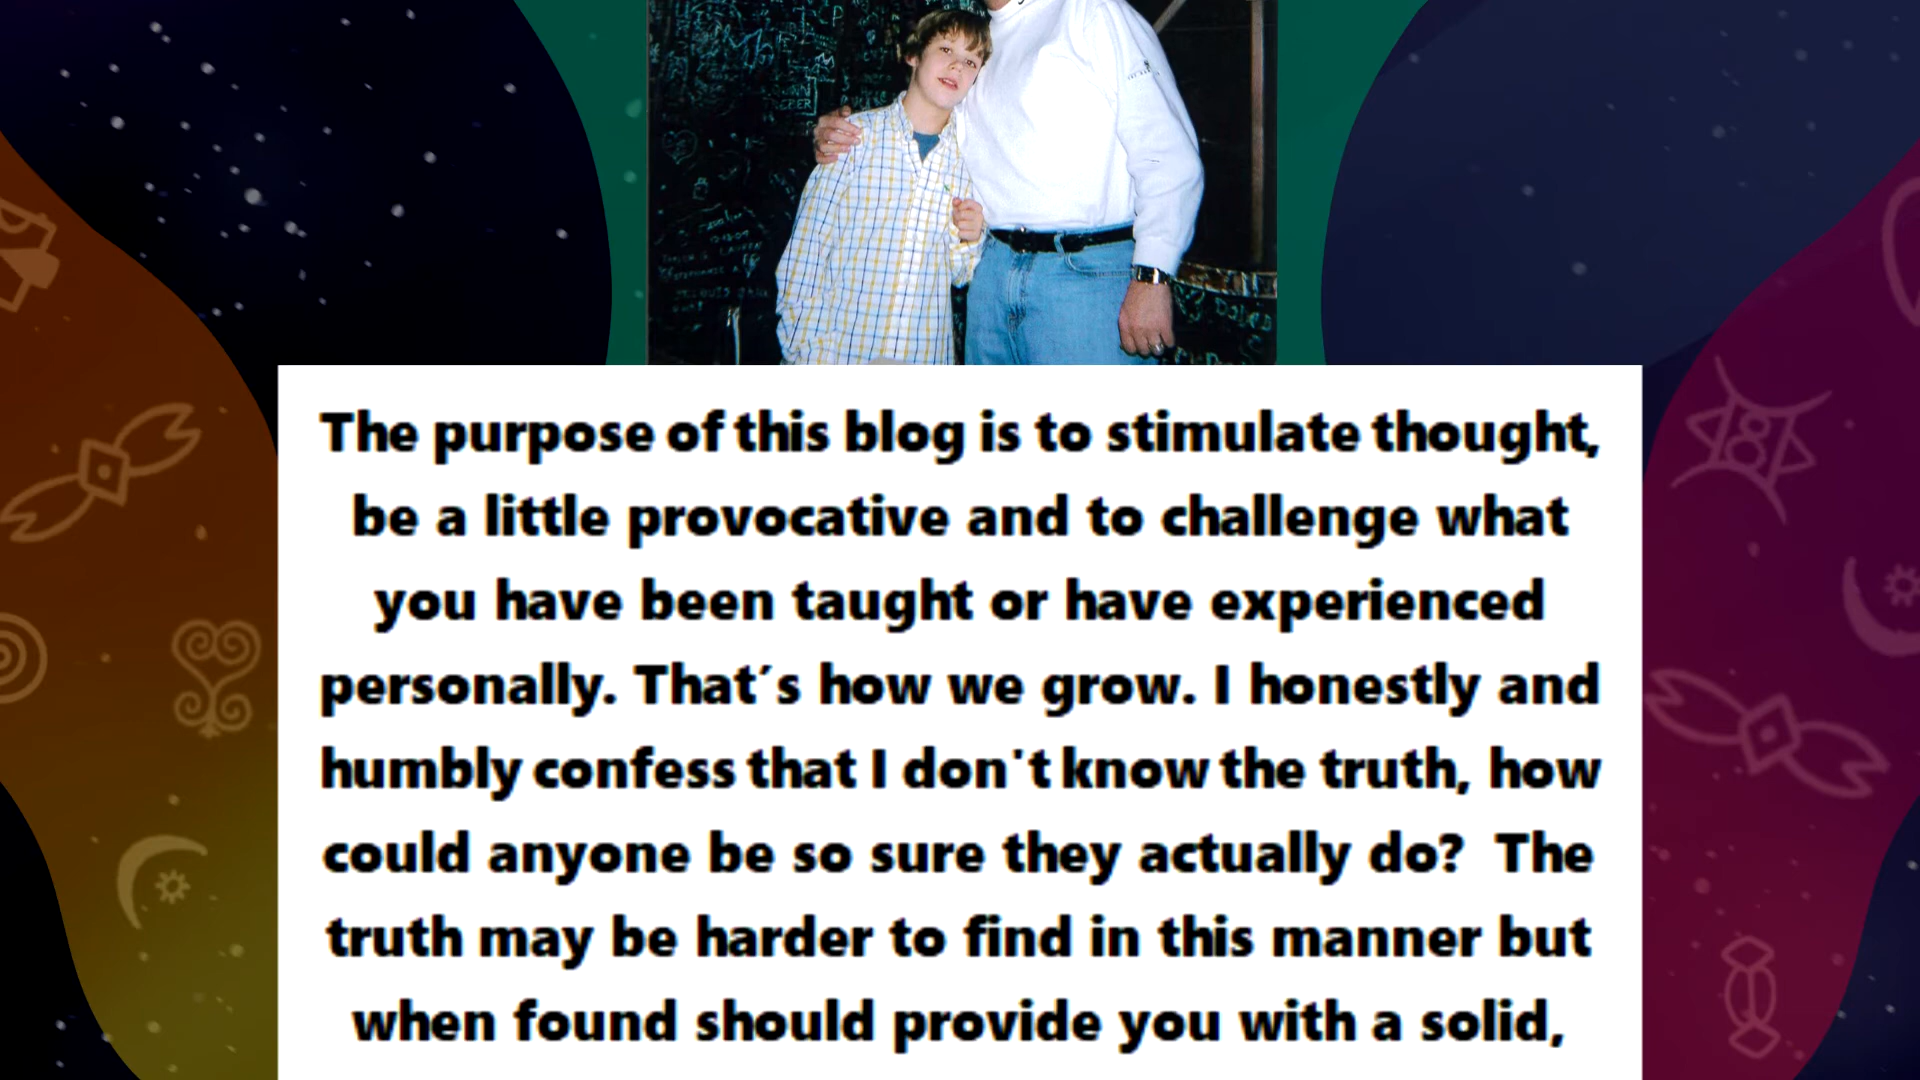 The purpose of this blog is to stimulate thought,
be a little provocative and to challenge what
you have been taught or have experienced
personally. That´s how we grow. I honestly and
humbly confess that I don't know the truth, how
could anyone be so sure they actually do?  The
truth may be harder to find in this manner but
when found should provide you with a solid,